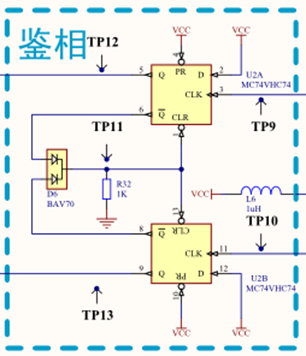 鉴相
TP12
VCC
VCC
4
5
Q
PR
D
2
U2A
MC74VHC74
CLK
3
6
Q
CLR
1
TP9
TP11
D6
BAV70
R32
1K
VCC
L6
1uH
13
TP10
8
Q
CLR
CLK
11
U2B
MC74VHC74
9
Q
PR
D
12
10
TP13
VCC
VCC